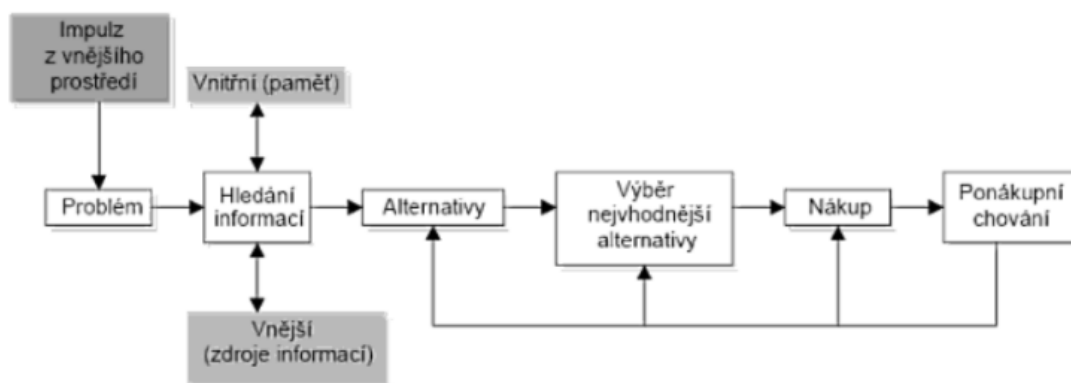 Impulz
z vnějšího
prostředí
Vnitřní (paměť)
Problém
Hledání
informací
Alternativy
Výběr
nejvhodnější
alternativy
Nákup
Ponákupní
chování
Vnější
(zdroje informací)